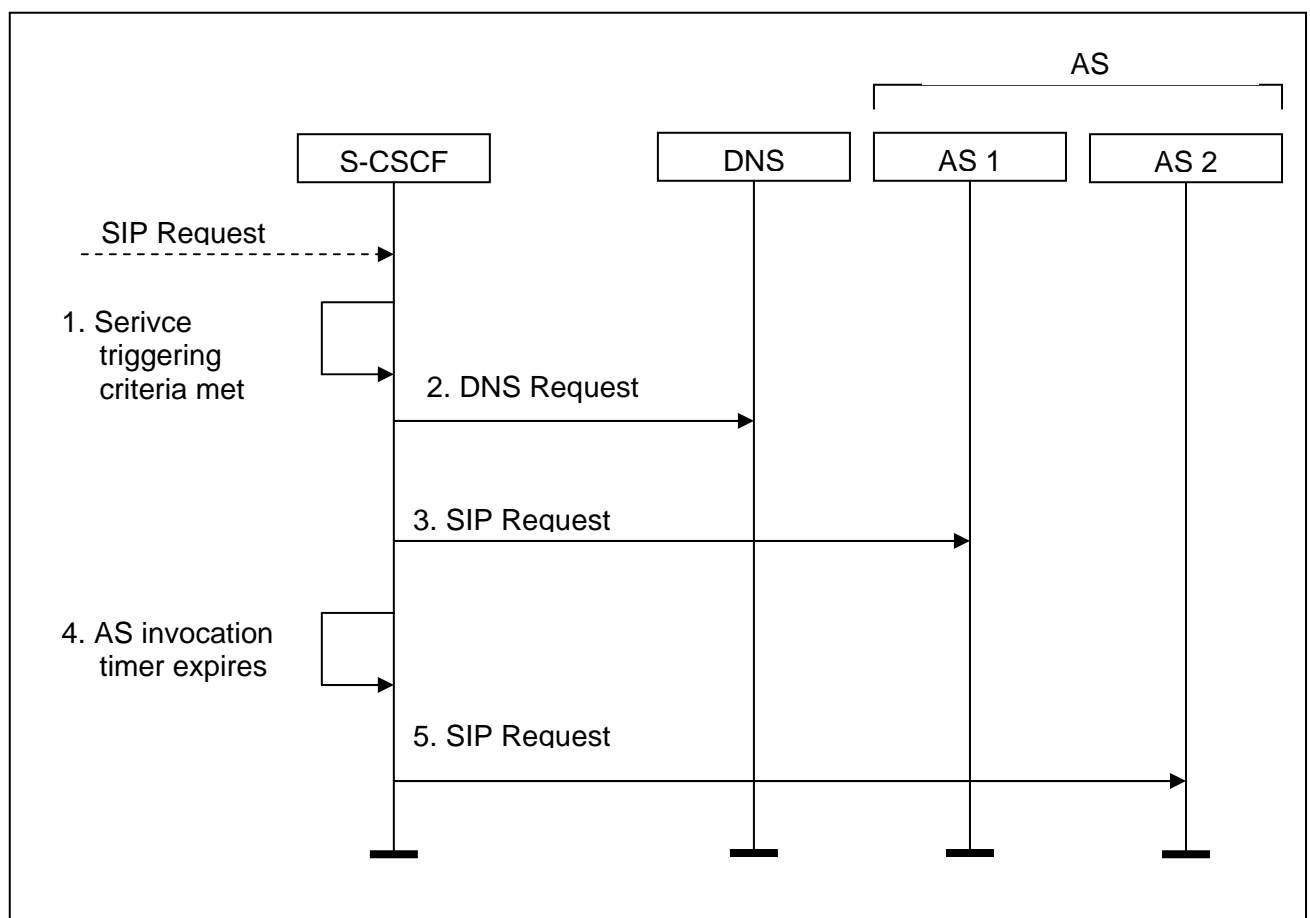 AS
S-CSCF
DNS
AS 1
AS 2
SIP Request
1. Serivce
triggering
criteria met
2. DNS Request
3. SIP Request
4. AS invocation
timer expires
5. SIP Request